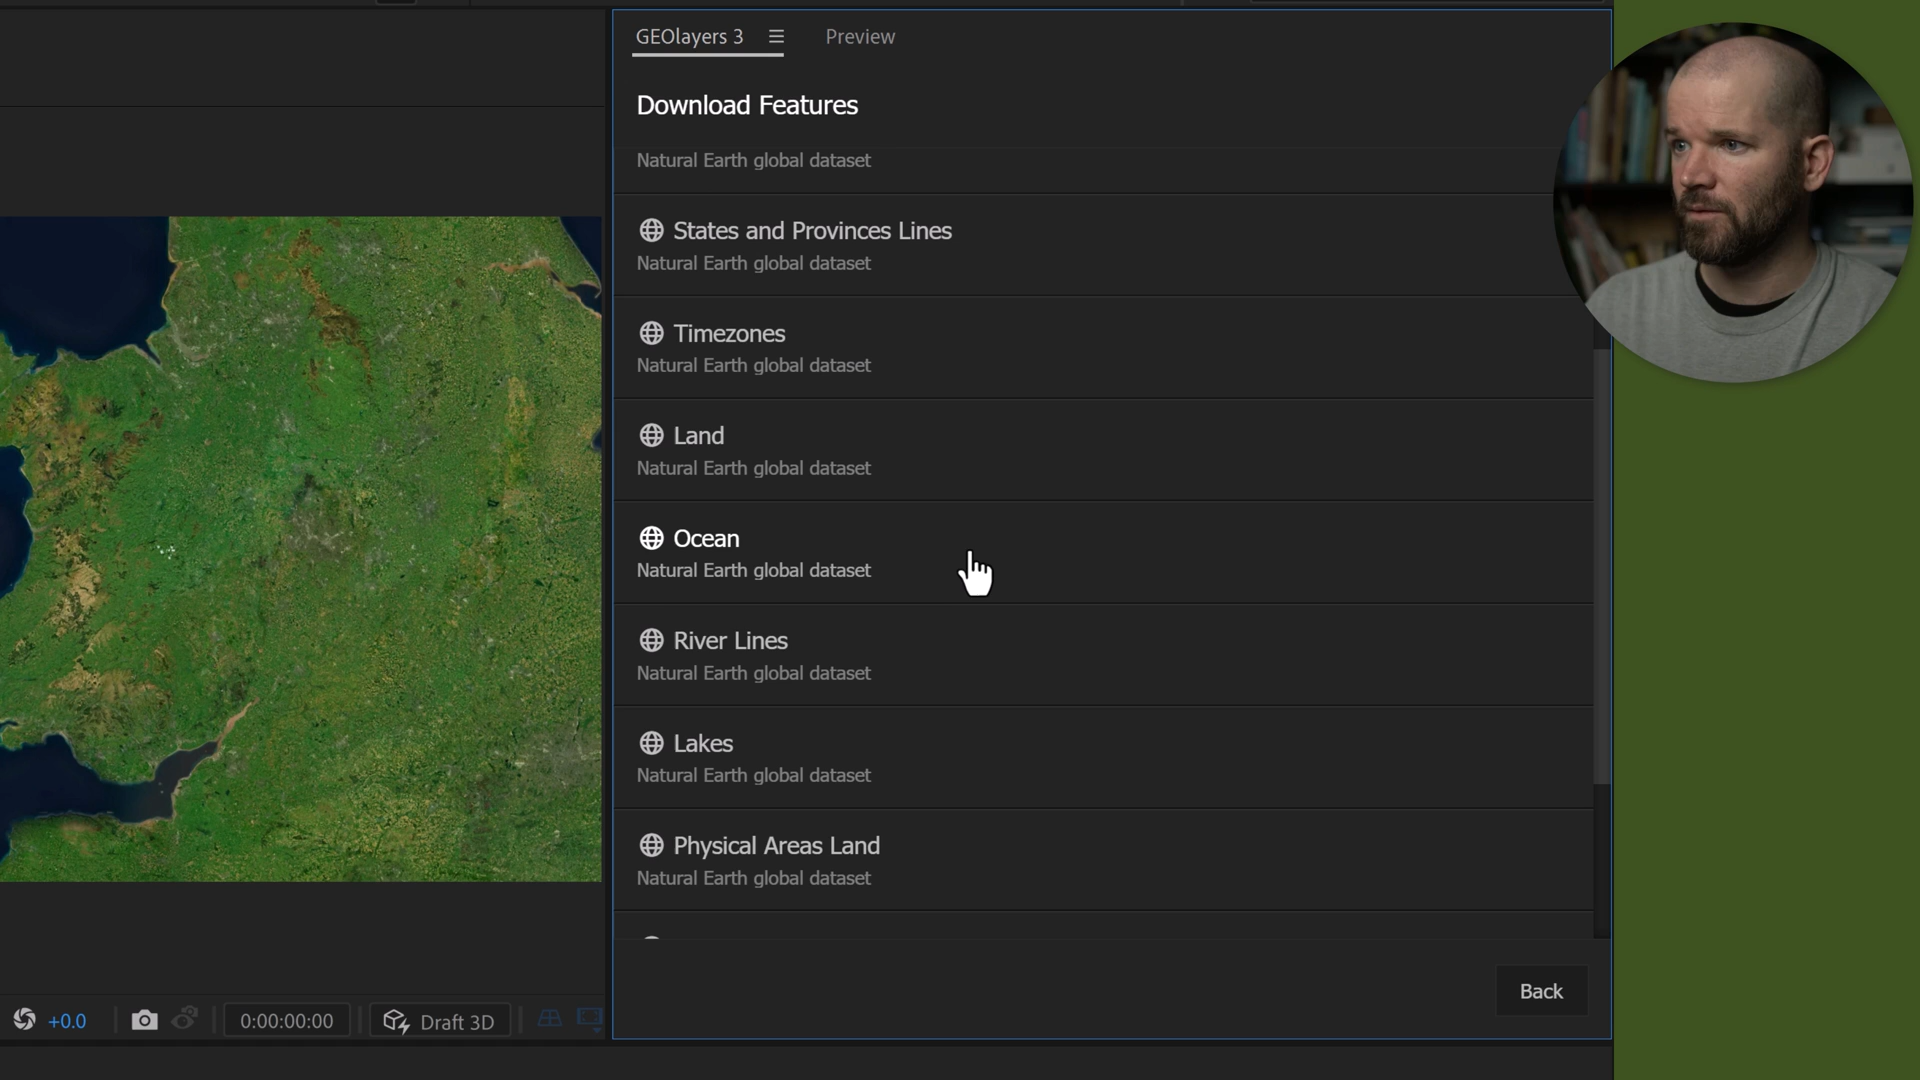 GEOlayers 3
Preview
Download Features
Natural Earth global dataset
States and Provinces Lines
Natural Earth global dataset
Timezones
Natural Earth global dataset
Land
Natural Earth global dataset
Ocean
Natural Earth global dataset
River Lines
Natural Earth global dataset
Lakes
Natural Earth global dataset
Physical Areas Land
Natural Earth global dataset
Back
+0.0
0:00:00:00
Draft 3D